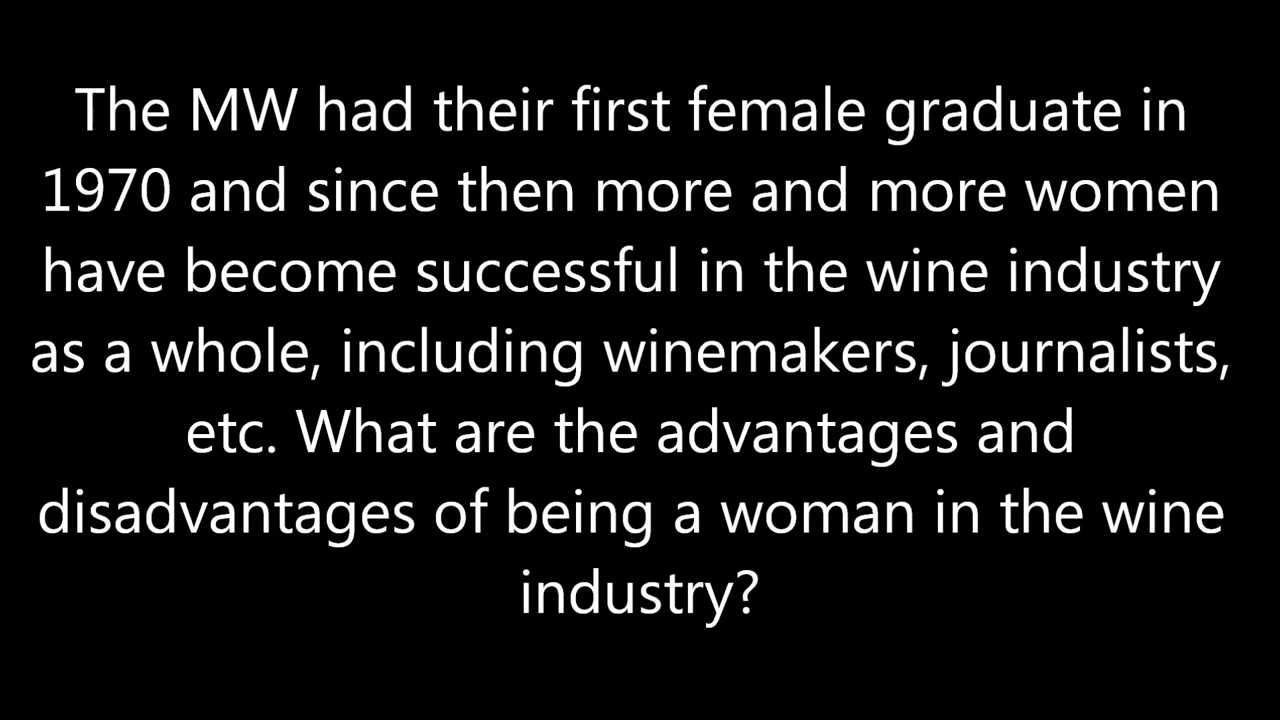 The MW had their first female graduate in
1970 and since then more and more women
have become successful in the wine industry
as a whole, including winemakers, journalists,
etc. What are the advantages and
disadvantages of being a woman in the wine
industry?